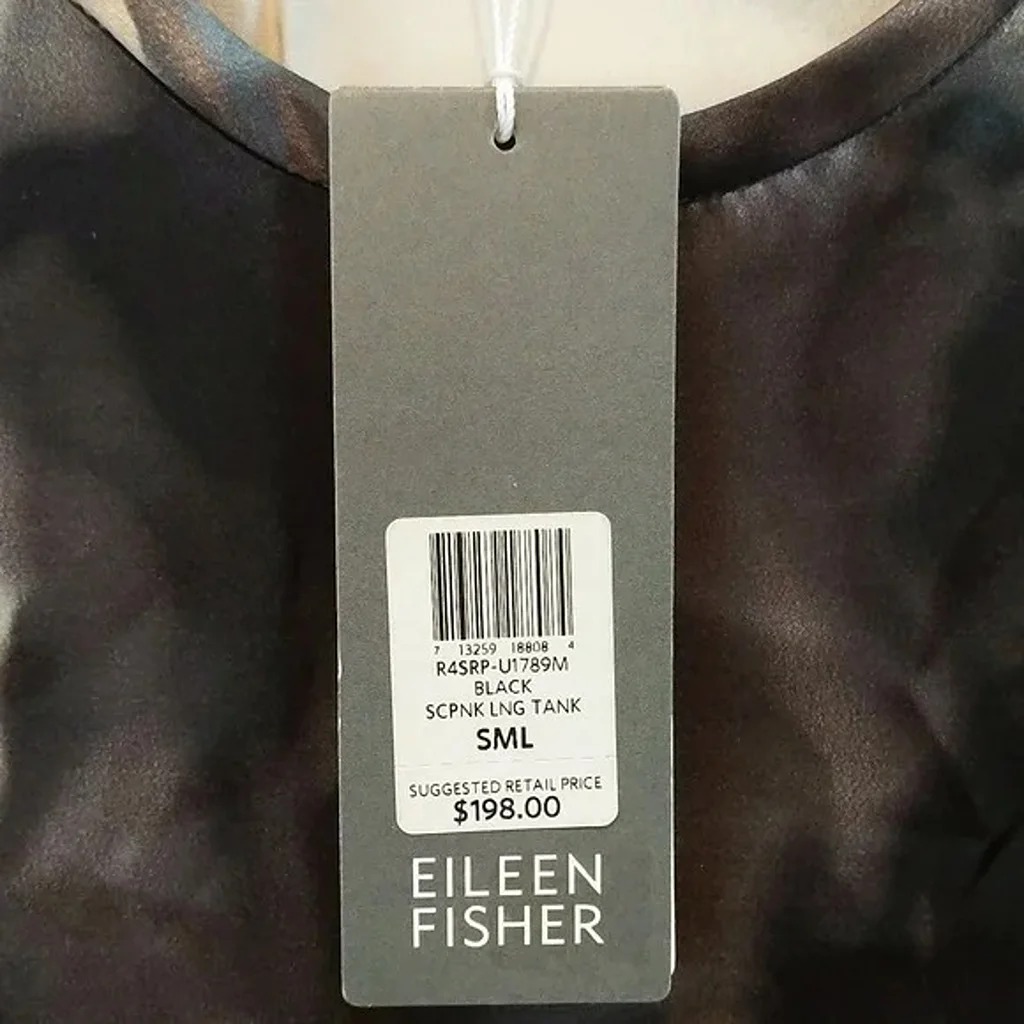 7 13259 18808 4
R4SRP-U1789M
BLACK
SCPNK LNG TANK
SML
SUGGESTED RETAIL PRICE
$198.00
EILEEN
FISHER